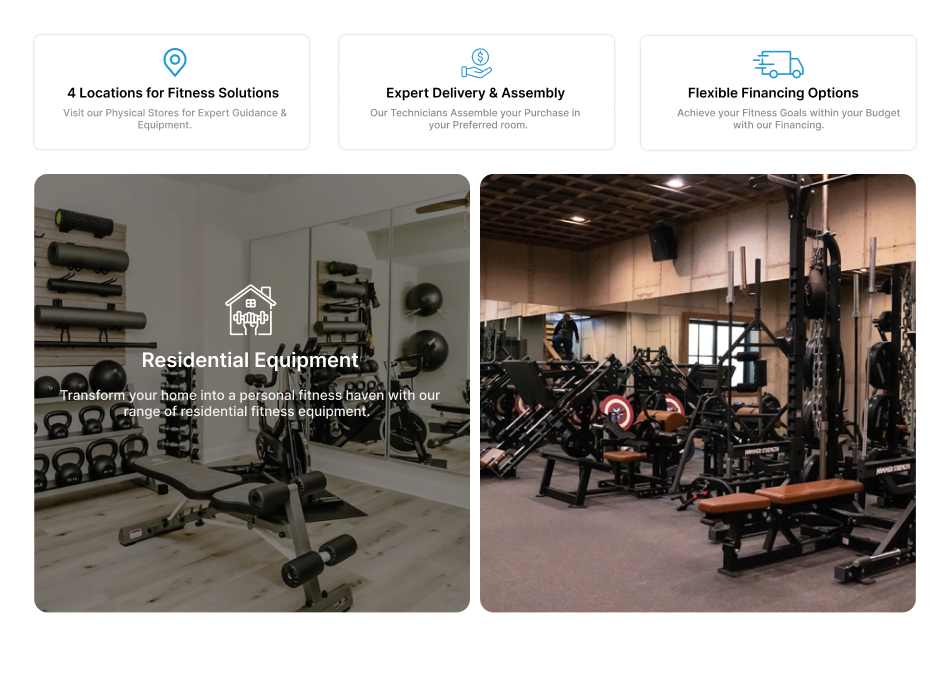 4 Locations for Fitness Solutions
Visit our Physical Stores for Expert Guidance &
Equipment.
Expert Delivery & Assembly
Our Technicians Assemble your Purchase in
your Preferred room.
Flexible Financing Options
Achieve your Fitness Goals within your Budget
with our Financing.
Residential Equipment
Transform your home into a personal fitness haven with our
range of residential fitness equipment.
HAMMER STRENGTH
HAMMER STRENGTH